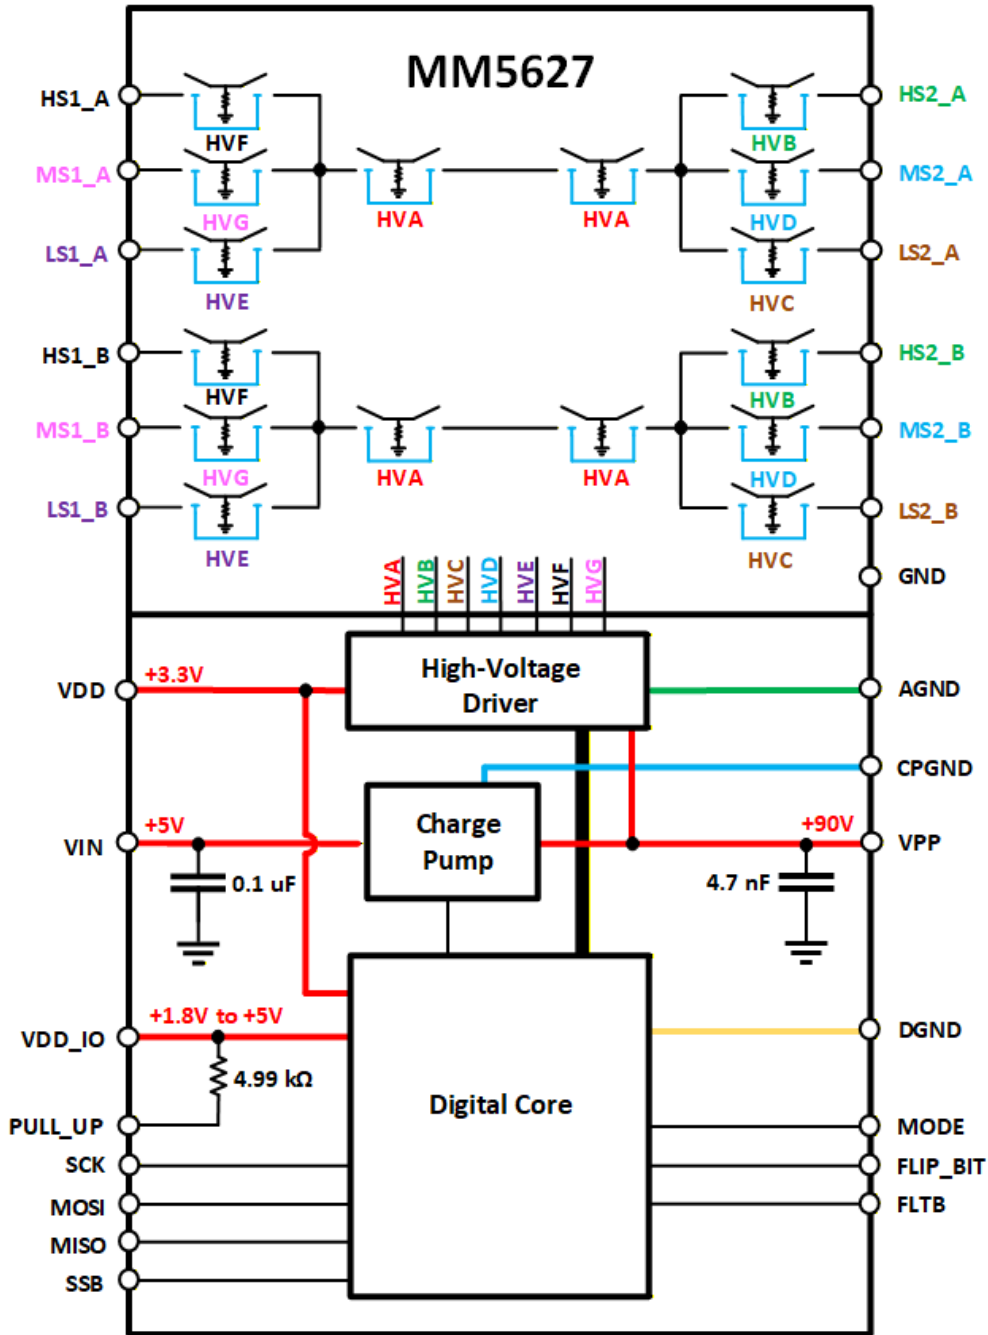 MM5627
HS1_A
HVF
HVB
HS2_A
MS1_A
HVG
HVA
HVA
HVD
MS2_A
LS1_A
HVE
HVC
LS2_A
HS1_B
HVF
HVB
HS2_B
MS1_B
HVG
HVA
HVA
HVD
MS2_B
LS1_B
HVE
HVC
LS2_B
GND
HVA
HVB
HVC
HVD
HVE
HVF
HVG
VDD
+3.3V
High-Voltage
Driver
AGND
CPGND
VIN
+5V
Charge
Pump
+90V
VPP
0.1 uF
4.7 nF
VDD_IO
+1.8V to +5V
DGND
4.99 kΩ
Digital Core
PULL_UP
MODE
SCK
FLIP_BIT
MOSI
FLTB
MISO
SSB